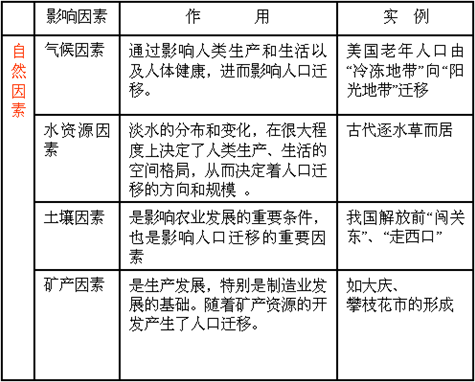 影响因素 作 用 实 例
自然因素
气候因素 通过影响人类生产和生活以及人体健康，进而影响人口迁移。 美国老年人口由“冷冻地带”向“阳光地带”迁移
水资源因素 淡水的分布和变化，在很大程度上决定了人类生产、生活的空间格局，从而决定着人口迁移的方向和规模 。 古代逐水草而居
土壤因素 是影响农业发展的重要条件，也是影响人口迁移的重要因素 我国解放前“闯关东”、“走西口”
矿产因素 是生产发展，特别是制造业发展的基础。随着矿产资源的开发产生了人口迁移。 如大庆、攀枝花市的形成